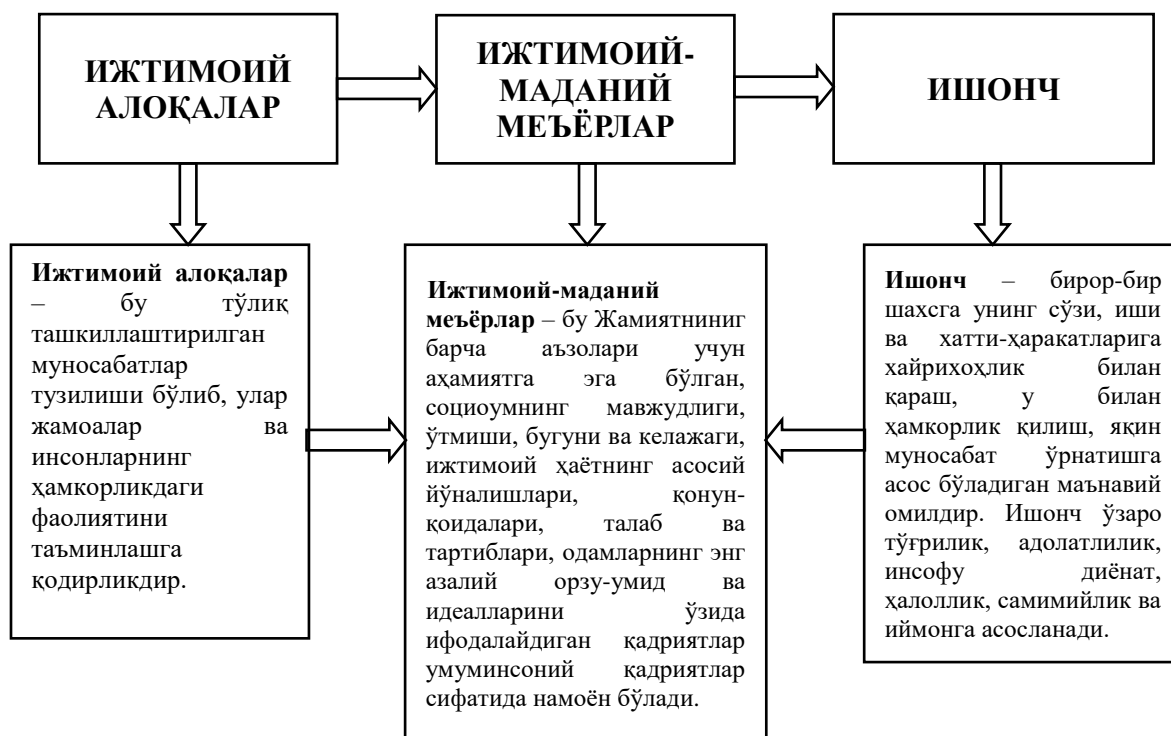 ИЖТИМОИЙ
АЛОҚАЛАР
ИЖТИМОИЙ-
МАДАНИЙ
МЕЪЁРЛАР
ИШОНЧ
Ижтимоий алоқалар
– бу тўлиқ
ташкиллаштирилган
муносабатлар
тузилиши бўлиб, улар
жамоалар ва
инсонларнинг
ҳамкорликдаги
фаолиятини
таъминлашга
қодирликдир.
Ижтимоий-маданий
меъёрлар – бу Жамиятниниг
барча аъзолари учун
аҳамиятга эга бўлган,
социоумнинг мавжудлиги,
ўтмиши, бугуни ва келажаги,
ижтимоий ҳаётнинг асосий
йўналишлари, қонун-
қоидалари, талаб ва
тартиблари, одамларнинг энг
азалий орзу-умид ва
идеалларини ўзида
ифодалайдиган қадриятлар
умуминсоний қадриятлар
сифатида намоён бўлади.
Ишонч – бирор-бир
шахсга унинг сўзи, иши
ва хатти-ҳаракатларига
хайрихоҳлик билан
қараш, у билан
ҳамкорлик қилиш, яқин
муносабат ўрнатишга
асос бўладиган маънавий
омилдир. Ишонч ўзаро
тўғрилик, адолатлилик,
инсофу диёнат,
ҳалоллик, самимийлик ва
иймонга асосланади.